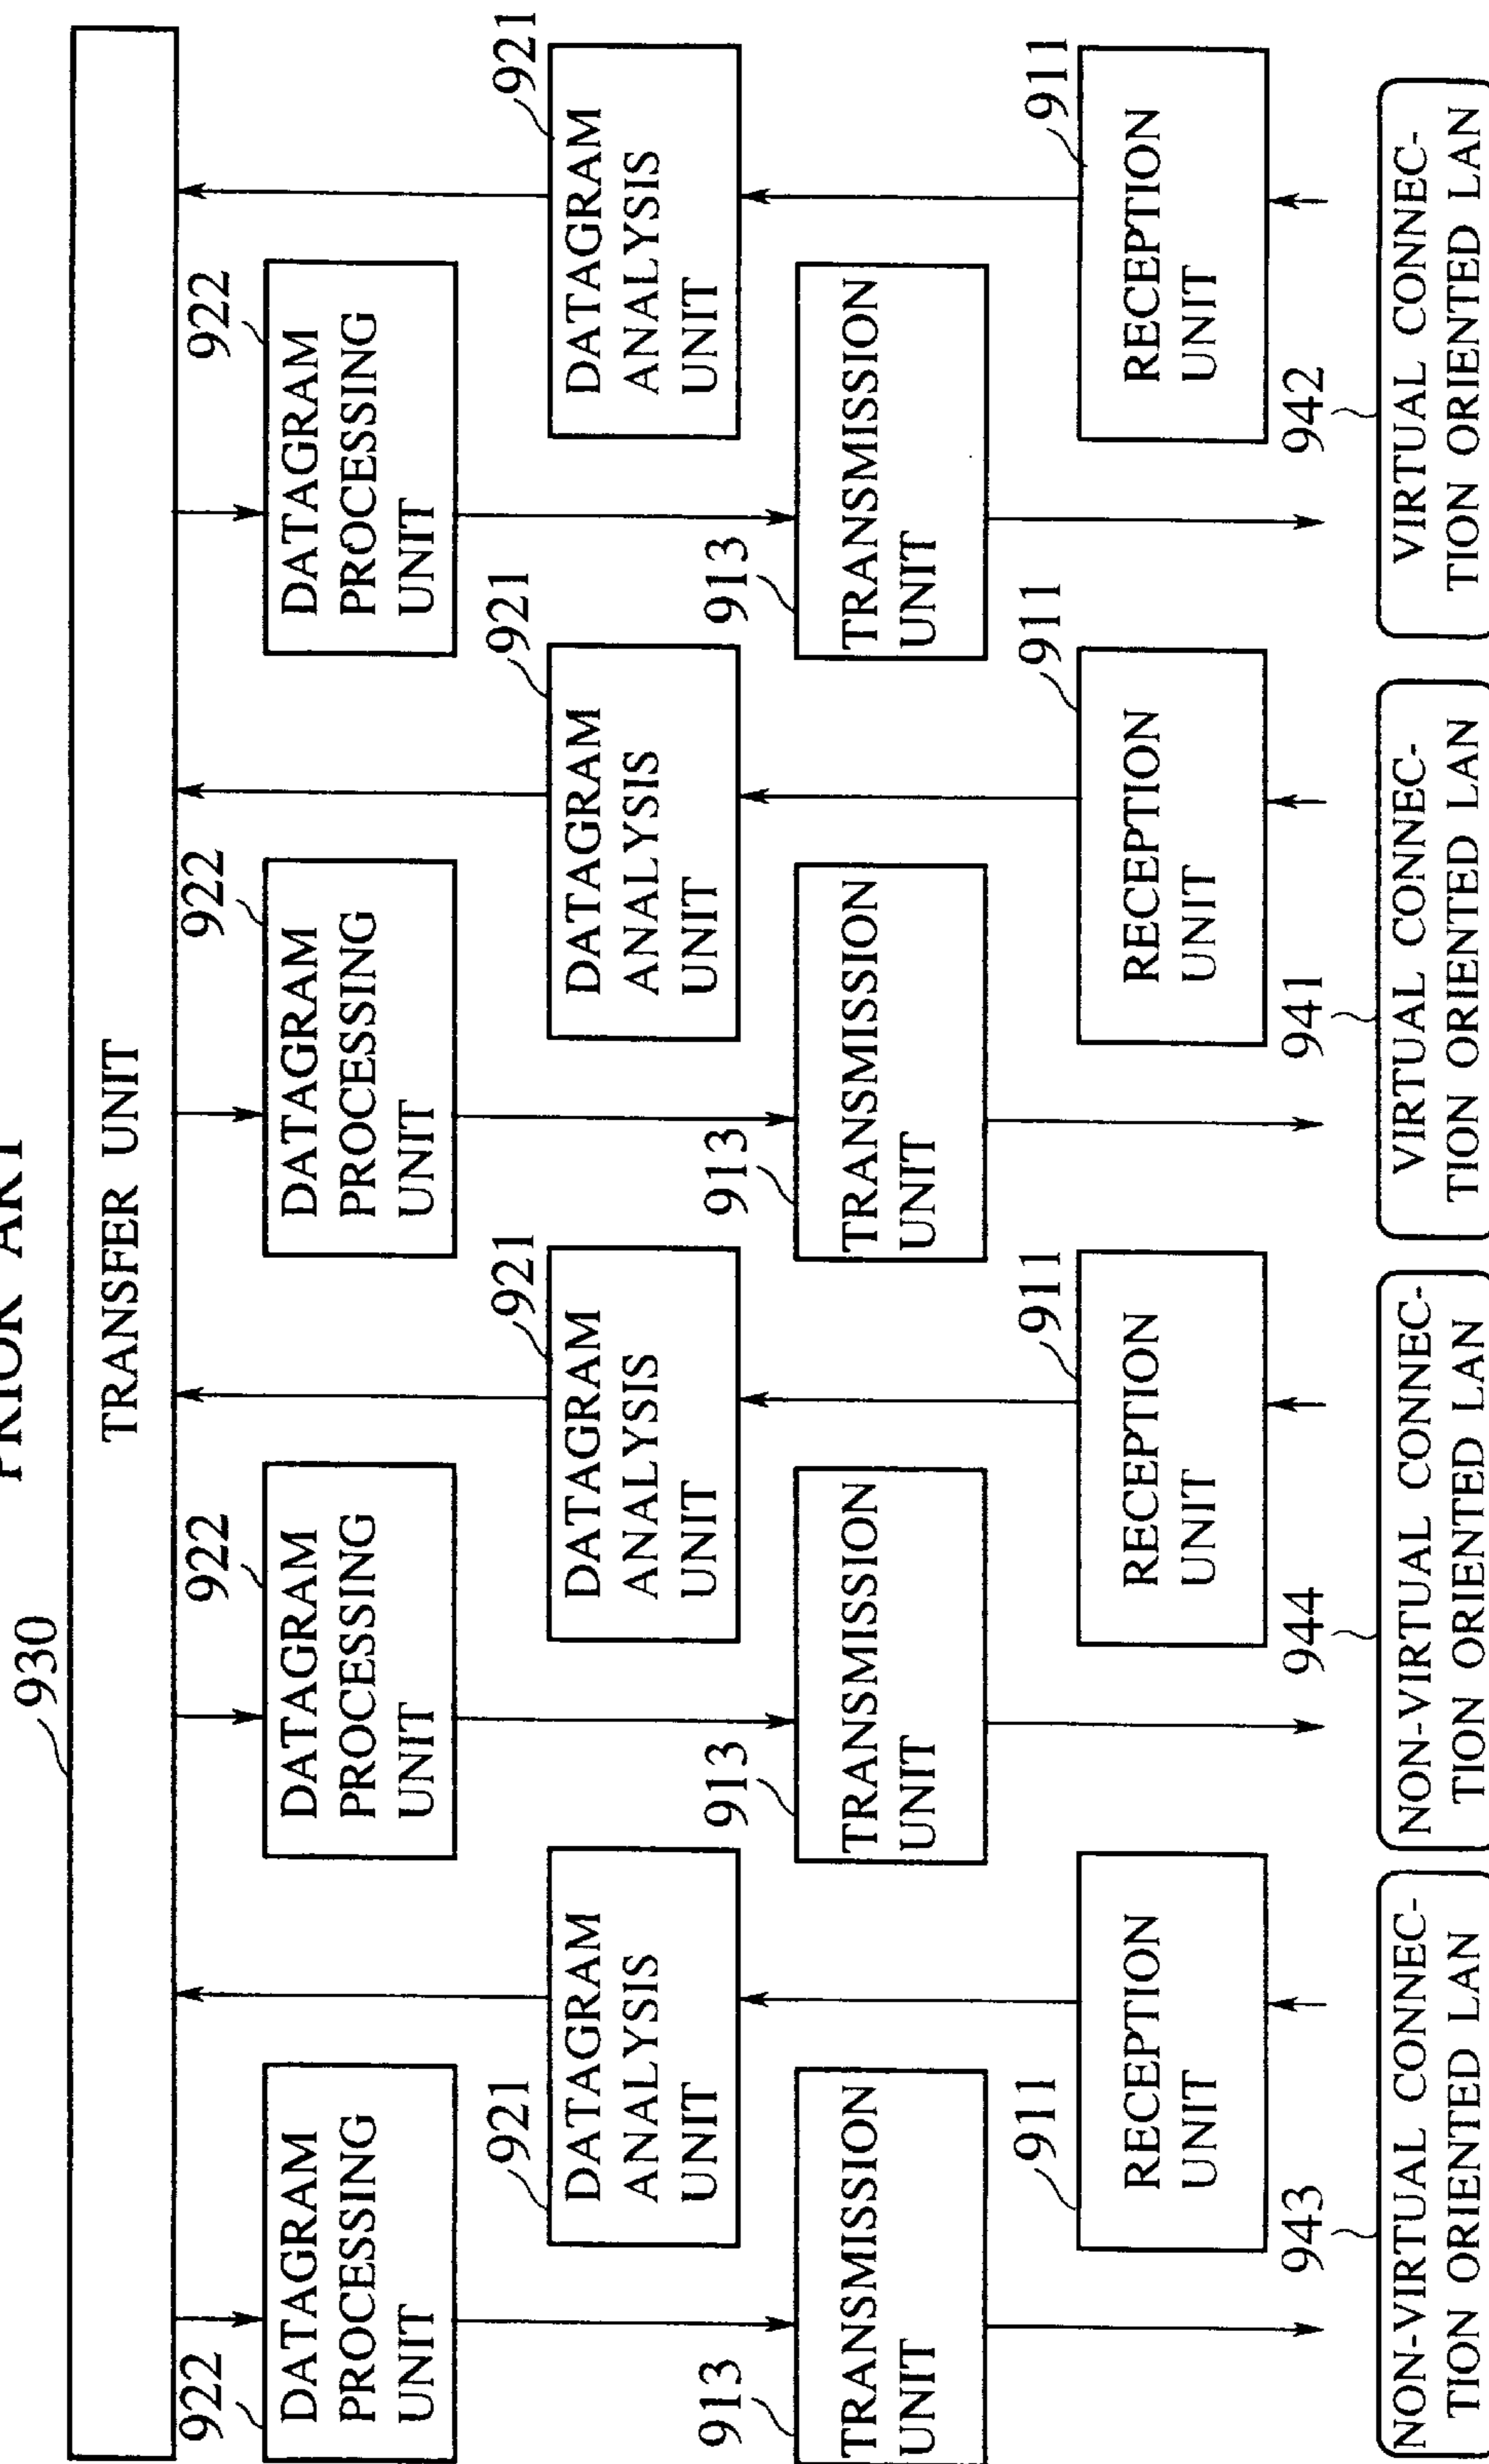 PRIOR ART
930
TRANSFER UNIT
922
DATAGRAM
PROCESSING
UNIT
922
DATAGRAM
PROCESSING
UNIT
922
DATAGRAM
PROCESSING
UNIT
922
DATAGRAM
PROCESSING
UNIT
921
DATAGRAM
ANALYSIS
UNIT
921
DATAGRAM
ANALYSIS
UNIT
921
DATAGRAM
ANALYSIS
UNIT
921
DATAGRAM
ANALYSIS
UNIT
913
TRANSMISSION
UNIT
913
TRANSMISSION
UNIT
913
TRANSMISSION
UNIT
913
TRANSMISSION
UNIT
911
RECEPTION
UNIT
911
RECEPTION
UNIT
911
RECEPTION
UNIT
911
RECEPTION
UNIT
943
NON-VIRTUAL CONNEC-
TION ORIENTED LAN
944
NON-VIRTUAL CONNEC-
TION ORIENTED LAN
941
VIRTUAL CONNEC-
TION ORIENTED LAN
942
VIRTUAL CONNEC-
TION ORIENTED LAN